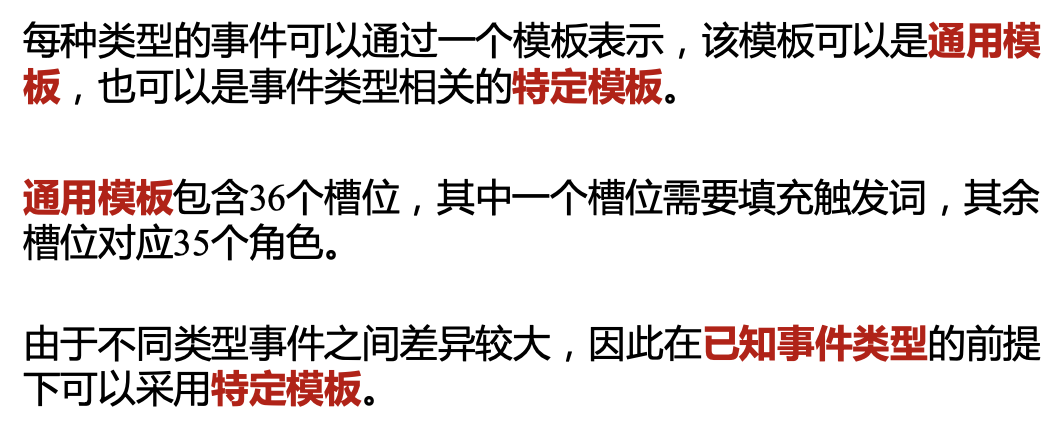 每种类型的事件可以通过一个模板表示，该模板可以是通用模
板，也可以是事件类型相关的特定模板。
通用模板包含36个槽位，其中一个槽位需要填充触发词，其余
槽位对应35个角色。
由于不同类型事件之间差异较大，因此在已知事件类型的前提
下可以采用特定模板。